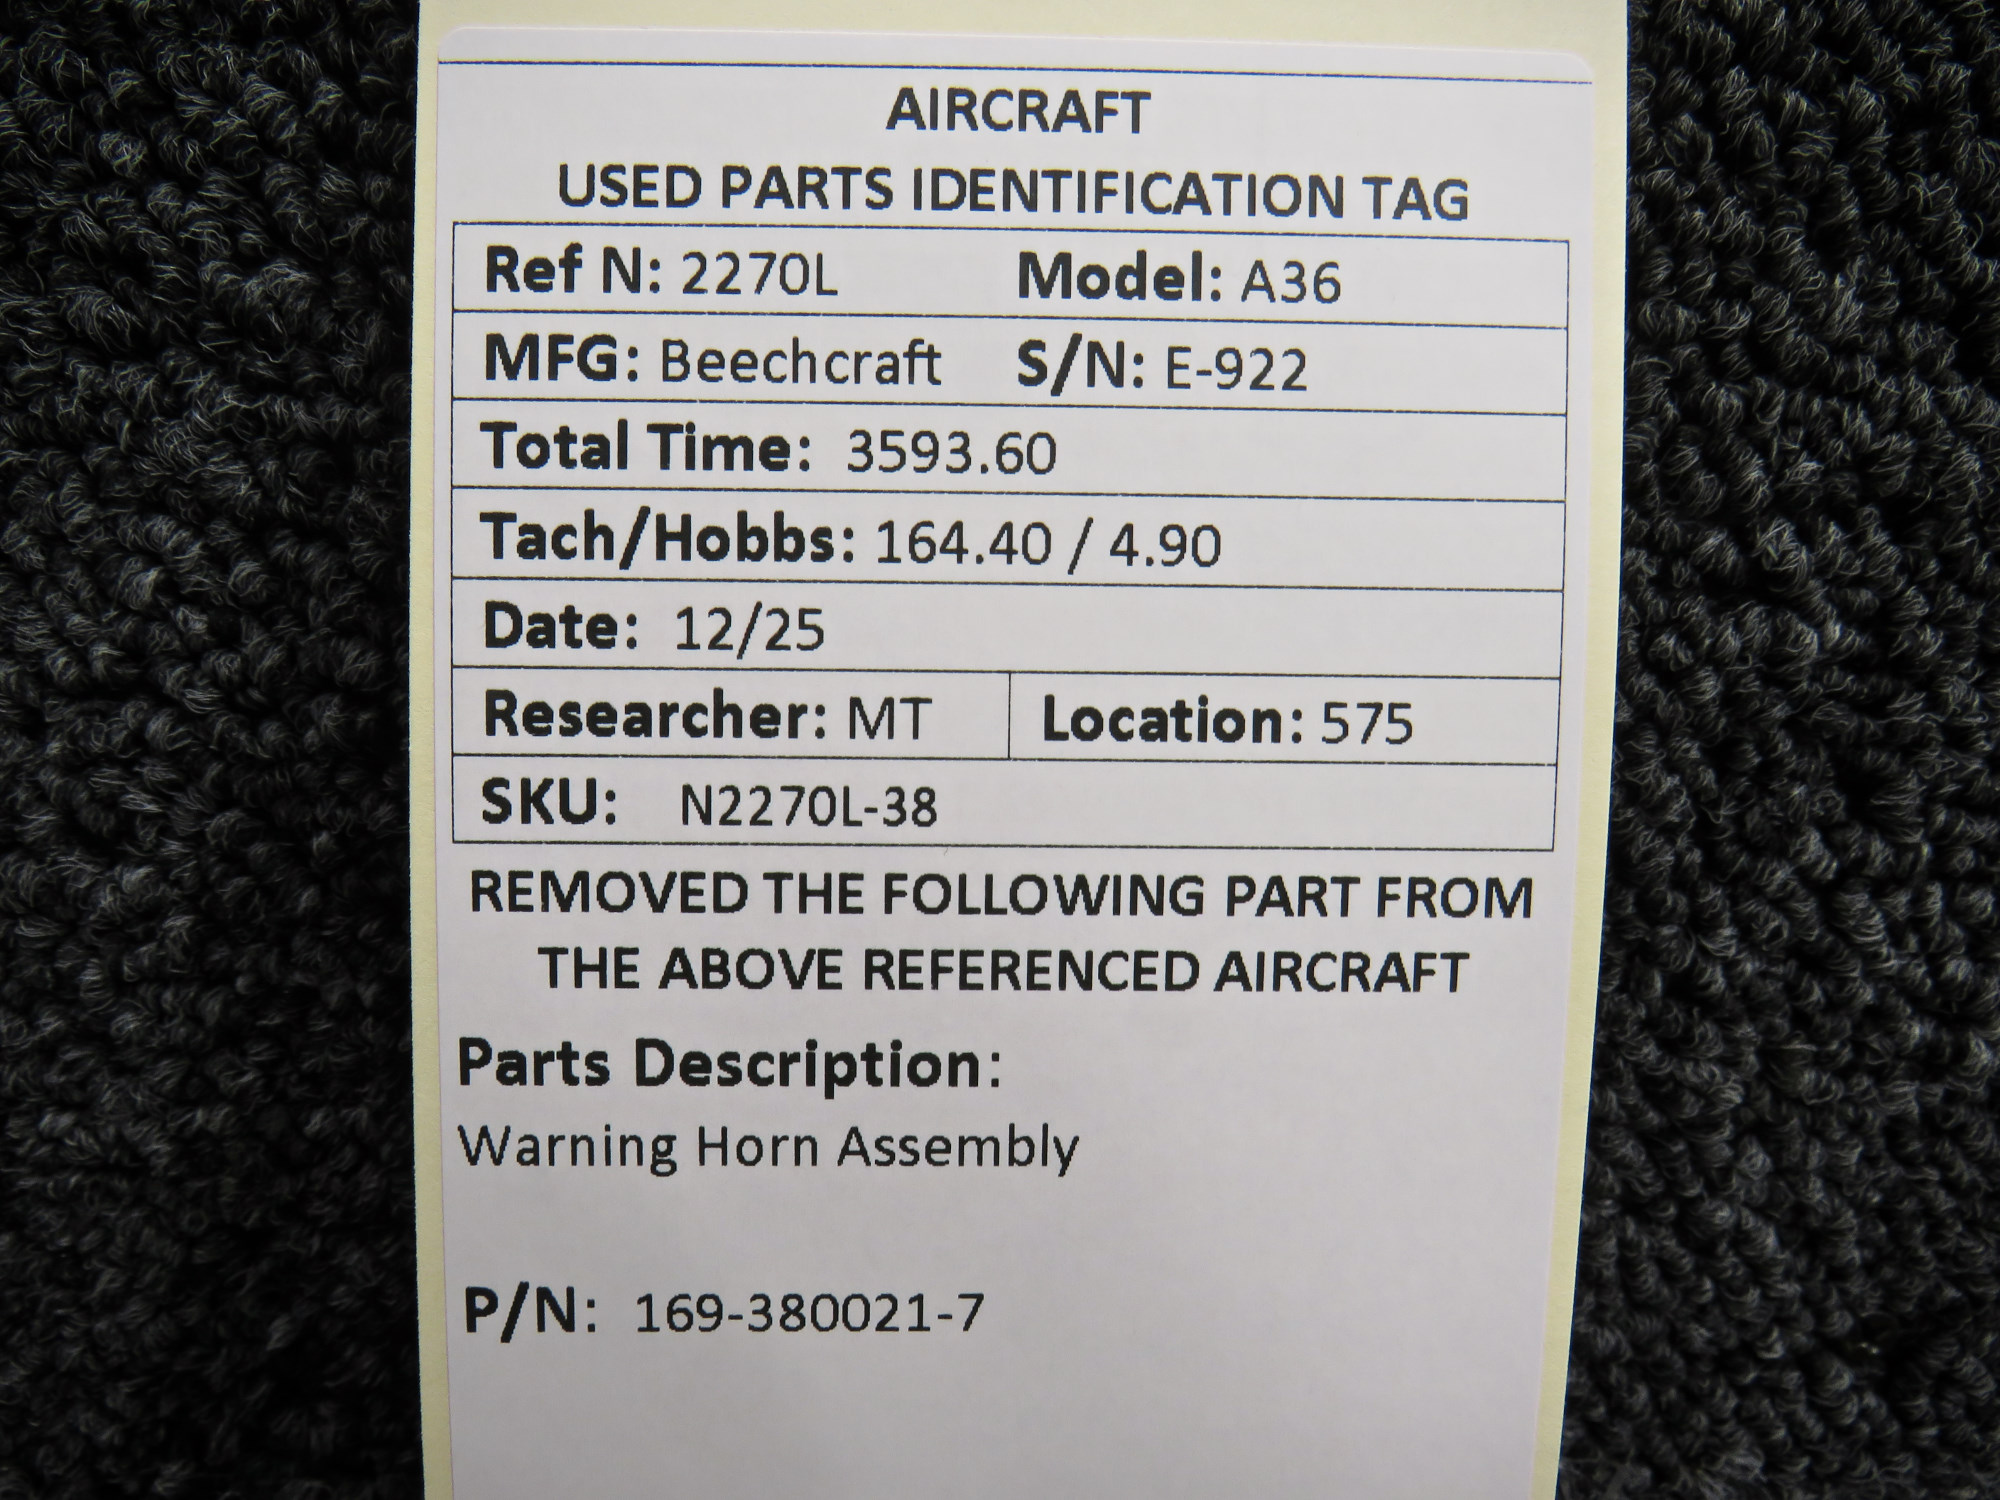 AIRCRAFT
USED PARTS IDENTIFICATION TAG
Ref N: 2270L Model: A36
MFG: Beechcraft S/N: E-922
Total Time: 3593.60
Tach/Hobbs: 164.40 / 4.90
Date: 12/25
Researcher: MT Location: 575
SKU: N2270L-38
REMOVED THE FOLLOWING PART FROM
THE ABOVE REFERENCED AIRCRAFT
Parts Description:
Warning Horn Assembly
P/N: 169-380021-7